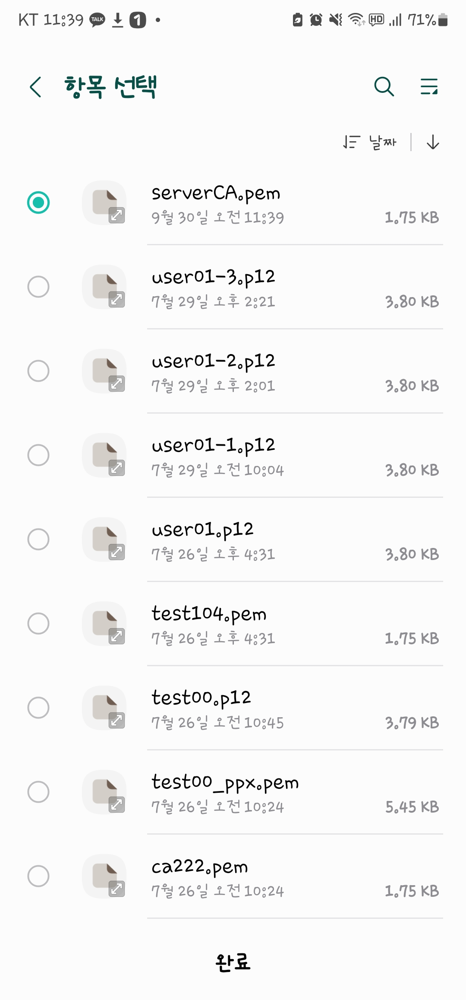 KT 11:39 TALK 1 HD 71%
항목 선택
날짜
serverCA.pem
9월 30일 오전 11:39 1.75 KB
user01-3.p12
7월 29일 오후 2:21 3.80 KB
user01-2.p12
7월 29일 오후 2:01 3.80 KB
user01-1.p12
7월 29일 오전 10:04 3.80 KB
user01.p12
7월 26일 오후 4:31 3.80 KB
test104.pem
7월 26일 오후 4:31 1.75 KB
test00.p12
7월 26일 오전 10:45 3.79 KB
test00_ppx.pem
7월 26일 오전 10:24 5.45 KB
ca222.pem
7월 26일 오전 10:24 1.75 KB
완료